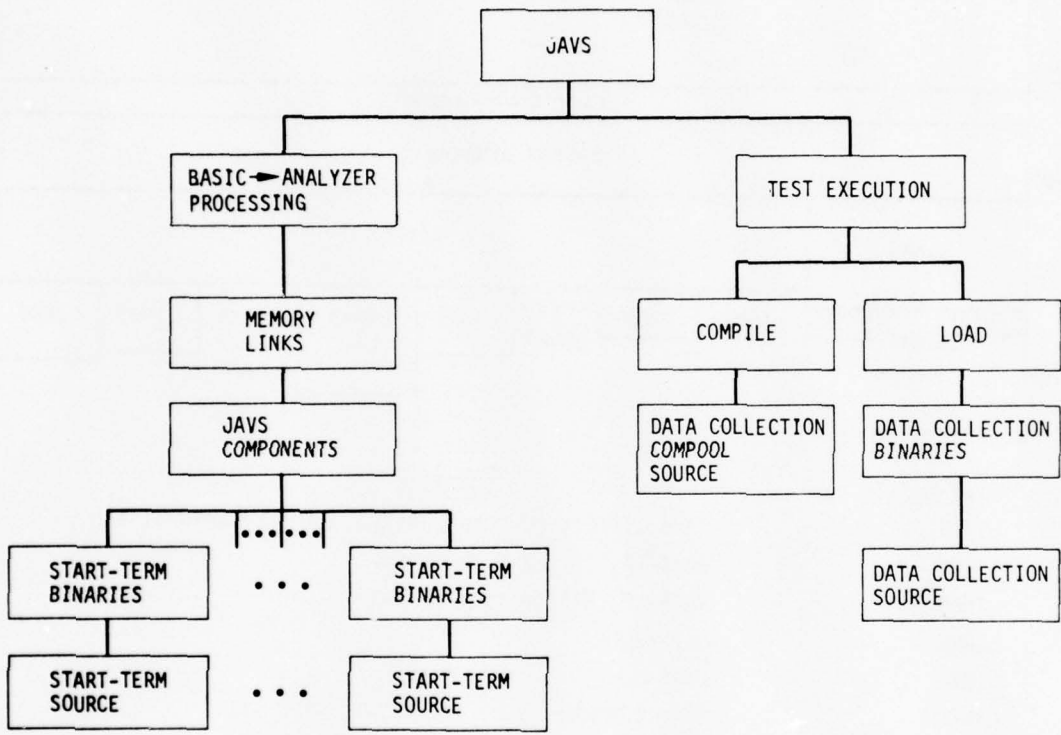 JAVS
BASIC→ANALYZER
PROCESSING
TEST EXECUTION
MEMORY
LINKS
COMPILE
LOAD
JAVS
COMPONENTS
DATA COLLECTION
COMPOOL
SOURCE
DATA COLLECTION
BINARIES
START-TERM
BINARIES
START-TERM
BINARIES
DATA COLLECTION
SOURCE
START-TERM
SOURCE
START-TERM
SOURCE